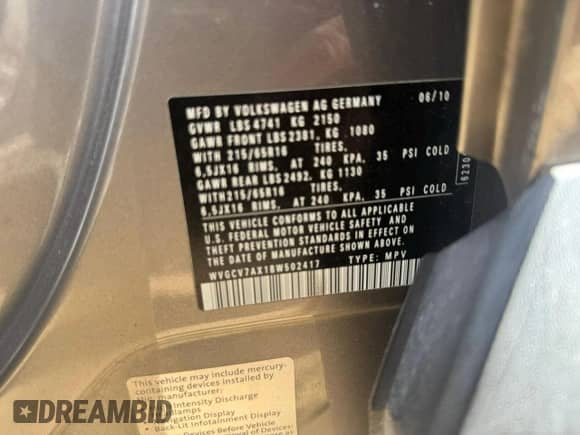 MFD BY VOLKSWAGEN AG GERMANY 06/10
GVWR LBS 4741 KG 2150
GAWR FRONT LBS 2381, KG 1080
WITH 215/65R16 TIRES,
6,5JX16 RIMS, AT 240 KPA, 35 PSI COLD
GAWR REAR LBS 2492, KG 1130
WITH 215/65R16 TIRES,
6,5JX16 RIMS, AT 240 KPA, 35 PSI COLD
THIS VEHICLE CONFORMS TO ALL APPLICABLE
U.S. FEDERAL MOTOR VEHICLE SAFETY AND
THEFT PREVENTION STANDARDS IN EFFECT ON
THE DATE OF MANUFACTURE SHOWN ABOVE.
WVGCV7AX1BW502417 TYPE: MPV
6230
This vehicle may include mercury-
containing devices installed by
the manufacturer:
Intensity Discharge
Navigation Display
Back-Lit Infotainment Display
Devices Before Vehicle
of Devices:
DREAMBID